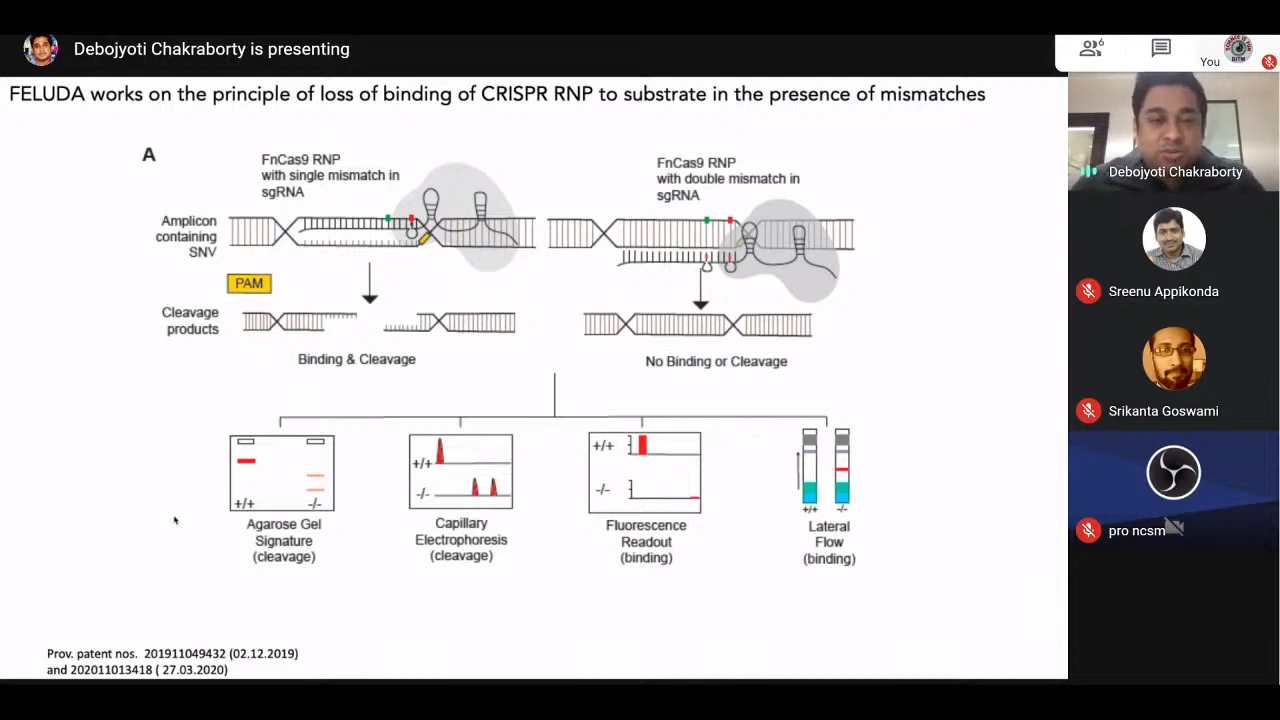 Debojyoti Chakraborty is presenting
6
You
FELUDA works on the principle of loss of binding of CRISPR RNP to substrate in the presence of mismatches
A
FnCas9 RNP
with single mismatch in
sgRNA
FnCas9 RNP
with double mismatch in
sgRNA
Amplicon
containing
SNV
PAM
Cleavage
products
Binding & Cleavage
No Binding or Cleavage
+/+
-/-
Agarose Gel
Signature
(cleavage)
+/+
-/-
Capillary
Electrophoresis
(cleavage)
+/+
-/-
Fluorescence
Readout
(binding)
+/+
-/-
Lateral
Flow
(binding)
Prov. patent nos. 201911049432 (02.12.2019)
and 202011013418 ( 27.03.2020)
Debojyoti Chakraborty
Sreenu Appikonda
Srikanta Goswami
pro ncsm